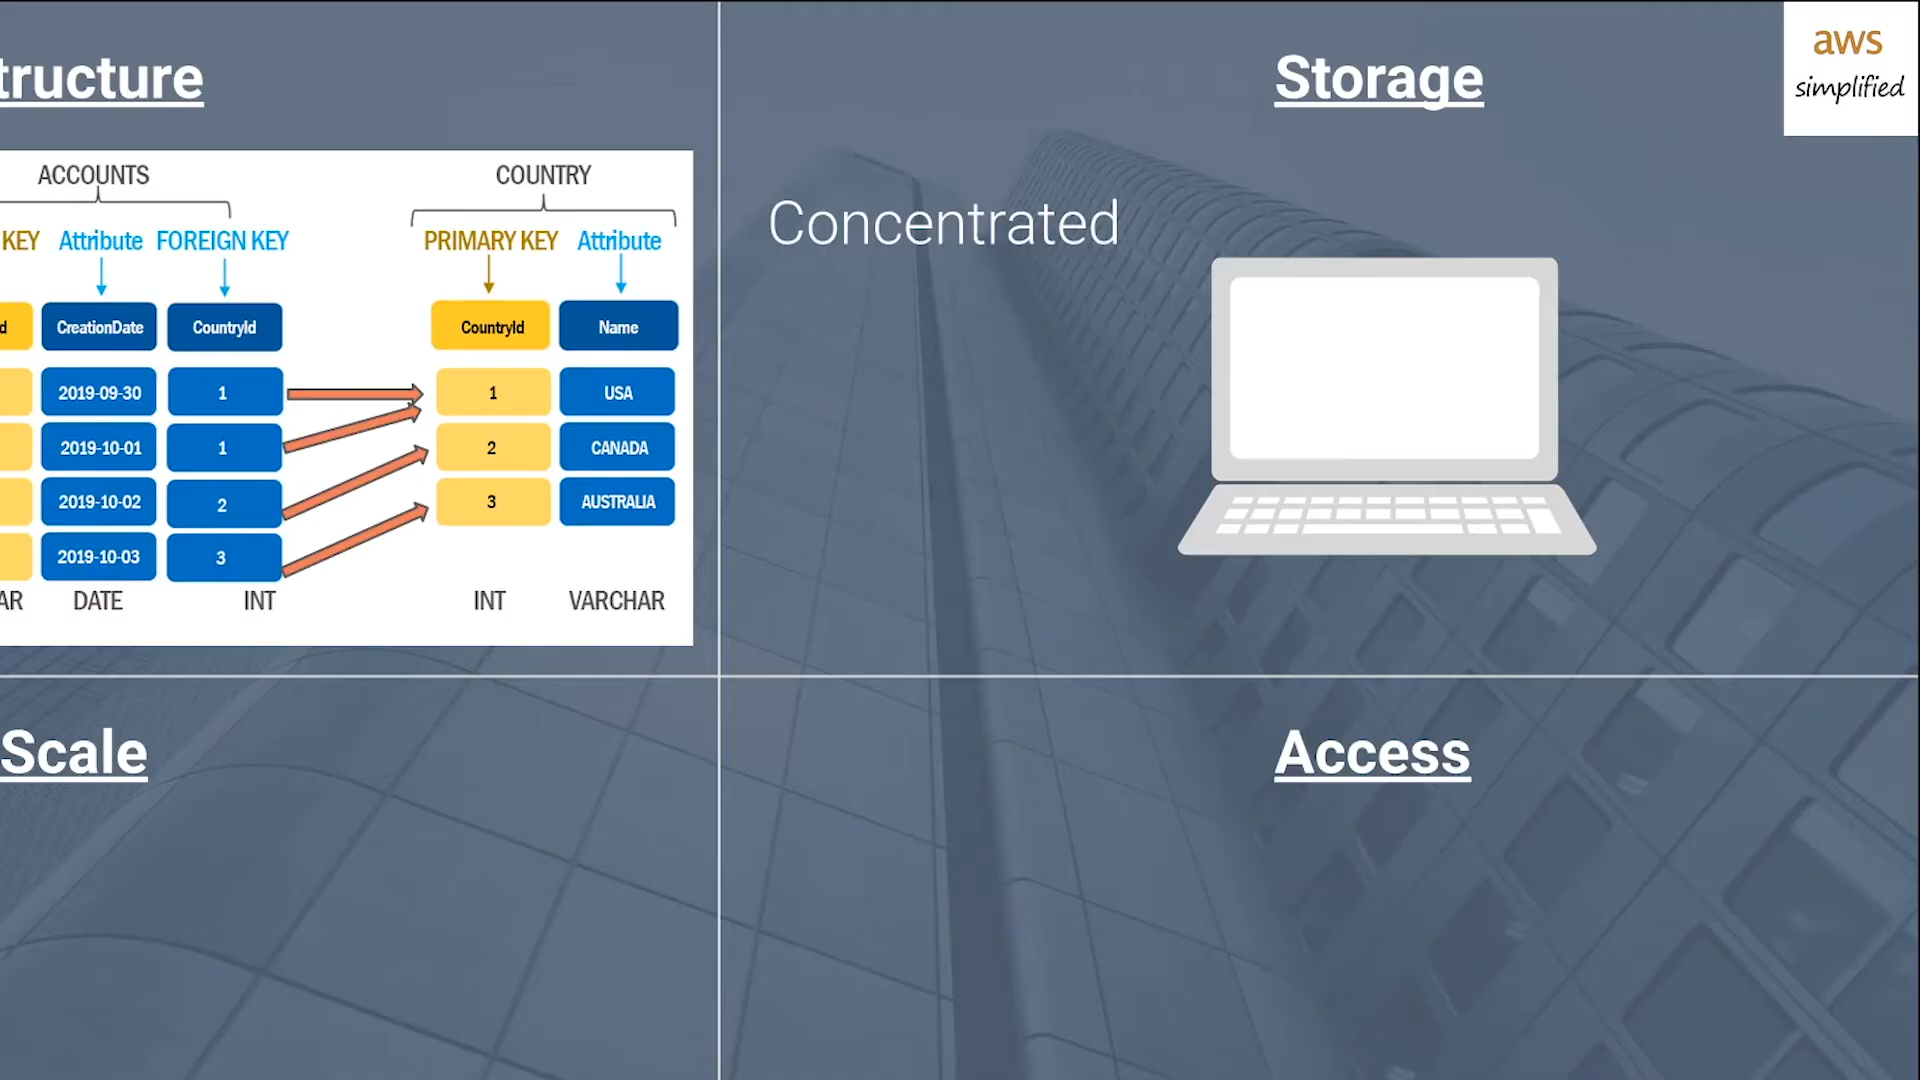 tructure
Storage
aws
simplified
ACCOUNTS
COUNTRY
KEY Attribute FOREIGN KEY
PRIMARY KEY Attribute
Concentrated
d CreationDate CountryId
CountryId Name
2019-09-30 1
1 USA
2019-10-01 1
2 CANADA
2019-10-02 2
3 AUSTRALIA
2019-10-03 3
AR DATE INT
INT VARCHAR
Scale
Access